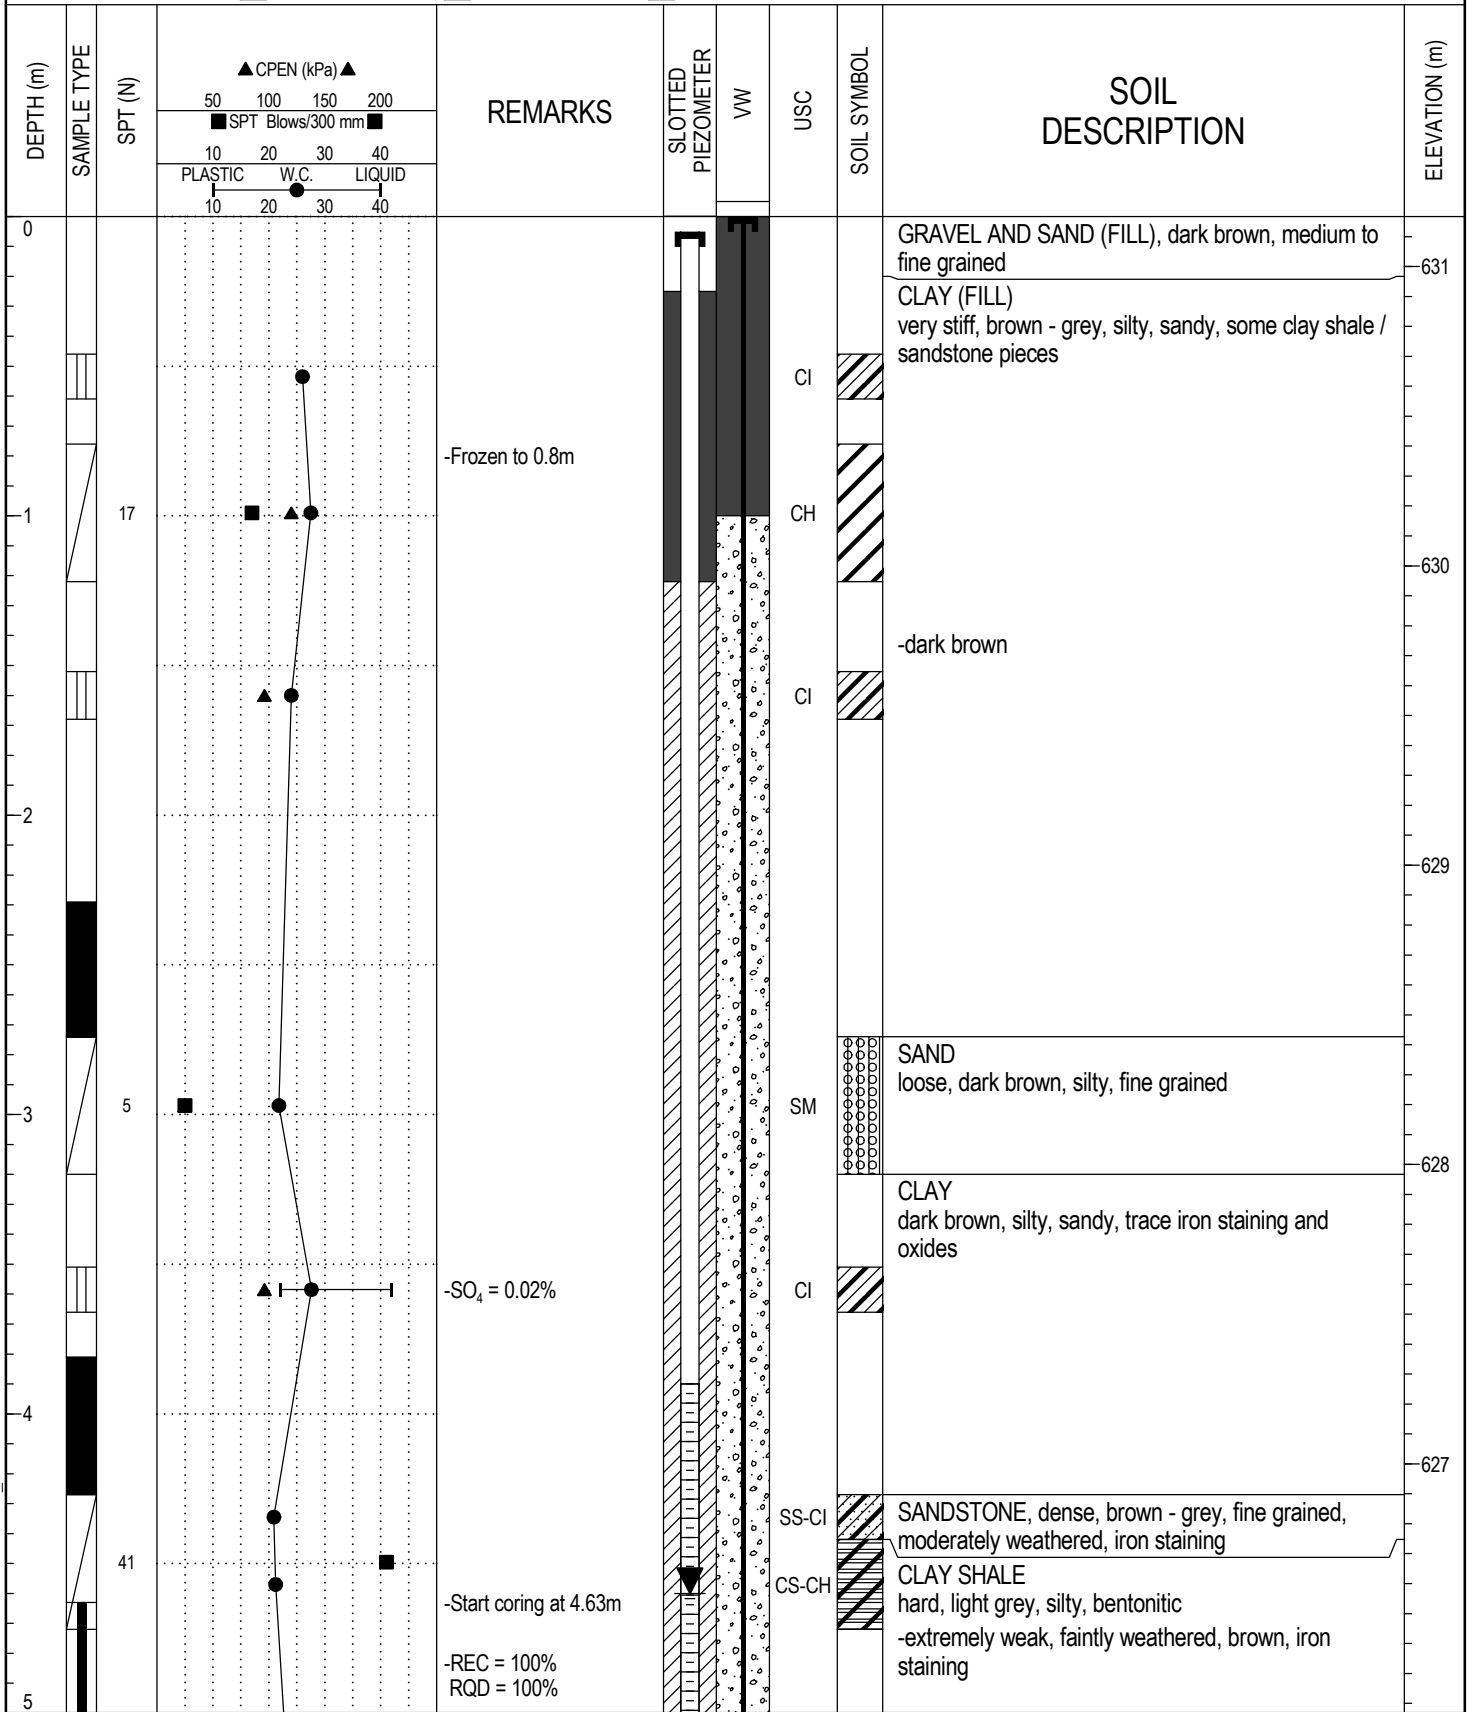 DEPTH (m)
SAMPLE TYPE
SPT (N)
▲ CPEN (kPa) ▲
50 100 150 200
■ SPT Blows/300 mm ■
10 20 30 40
PLASTIC W.C. LIQUID
10 20 30 40
REMARKS
SLOTTED
PIEZOMETER
VW
USC
SOIL SYMBOL
SOIL
DESCRIPTION
ELEVATION (m)
0
GRAVEL AND SAND (FILL), dark brown, medium to
fine grained
631
CLAY (FILL)
very stiff, brown - grey, silty, sandy, some clay shale /
sandstone pieces
CI
-Frozen to 0.8m
1
17
CH
630
-dark brown
CI
2
629
SAND
loose, dark brown, silty, fine grained
3
5
SM
628
CLAY
dark brown, silty, sandy, trace iron staining and
oxides
-SO₄ = 0.02%
CI
4
627
SS-CI
SANDSTONE, dense, brown - grey, fine grained,
moderately weathered, iron staining
41
CS-CH
CLAY SHALE
hard, light grey, silty, bentonitic
-Start coring at 4.63m
-extremely weak, faintly weathered, brown, iron
staining
-REC = 100%
RQD = 100%
5